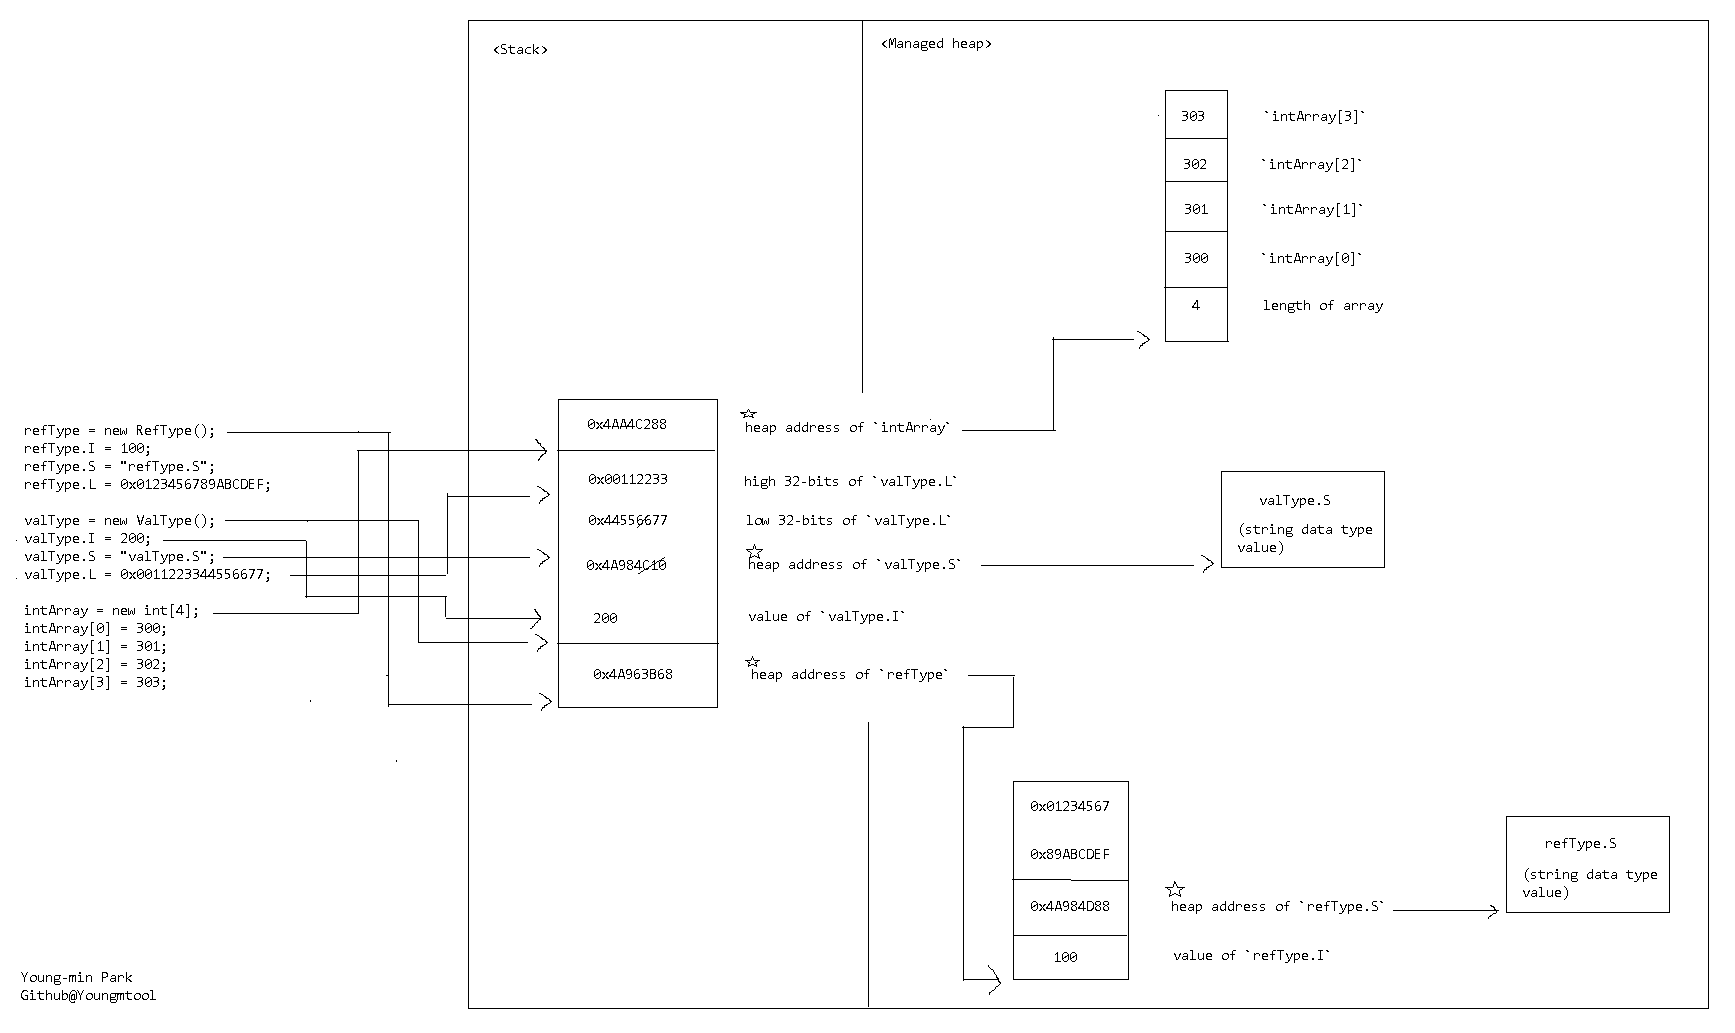 <Stack>
<Managed heap>
303 `intArray[3]`
302 `intArray[2]`
301 `intArray[1]`
300 `intArray[0]`
4 length of array
refType = new RefType();
refType.I = 100;
refType.S = "refType.S";
refType.L = 0x0123456789ABCDEF;
valType = new ValType();
valType.I = 200;
valType.S = "valType.S";
valType.L = 0x0011223344556677;
intArray = new int[4];
intArray[0] = 300;
intArray[1] = 301;
intArray[2] = 302;
intArray[3] = 303;
0x4AA4C288 heap address of `intArray`
0x00112233 high 32-bits of `valType.L`
0x44556677 low 32-bits of `valType.L`
0x4A984C10 heap address of `valType.S`
200 value of `valType.I`
0x4A963B68 heap address of `refType`
valType.S
(string data type
value)
0x01234567
0x89ABCDEF
0x4A984D88 heap address of `refType.S`
100 value of `refType.I`
refType.S
(string data type
value)
Young-min Park
Github@Youngmtool